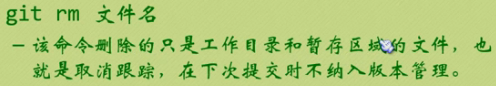 git rm 文件名
–该命令删除的只是工作目录和暂存区域的文件，也
就是取消跟踪，在下次提交时不纳入版本管理。